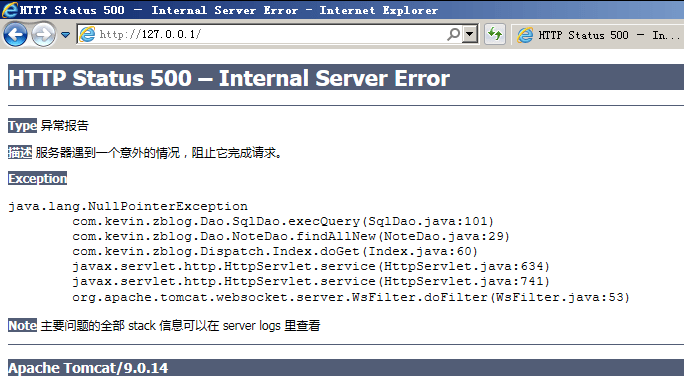 HTTP Status 500 - Internal Server Error - Internet Explorer
http://127.0.0.1/
HTTP Status 500 – In...
HTTP Status 500 – Internal Server Error
Type 异常报告
描述 服务器遇到一个意外的情况，阻止它完成请求。
Exception
java.lang.NullPointerException
com.kevin.zblog.Dao.SqlDao.execQuery(SqlDao.java:101)
com.kevin.zblog.Dao.NoteDao.findAllNew(NoteDao.java:29)
com.kevin.zblog.Dispatch.Index.doGet(Index.java:60)
javax.servlet.http.HttpServlet.service(HttpServlet.java:634)
javax.servlet.http.HttpServlet.service(HttpServlet.java:741)
org.apache.tomcat.websocket.server.WsFilter.doFilter(WsFilter.java:53)
Note 主要问题的全部 stack 信息可以在 server logs 里查看
Apache Tomcat/9.0.14